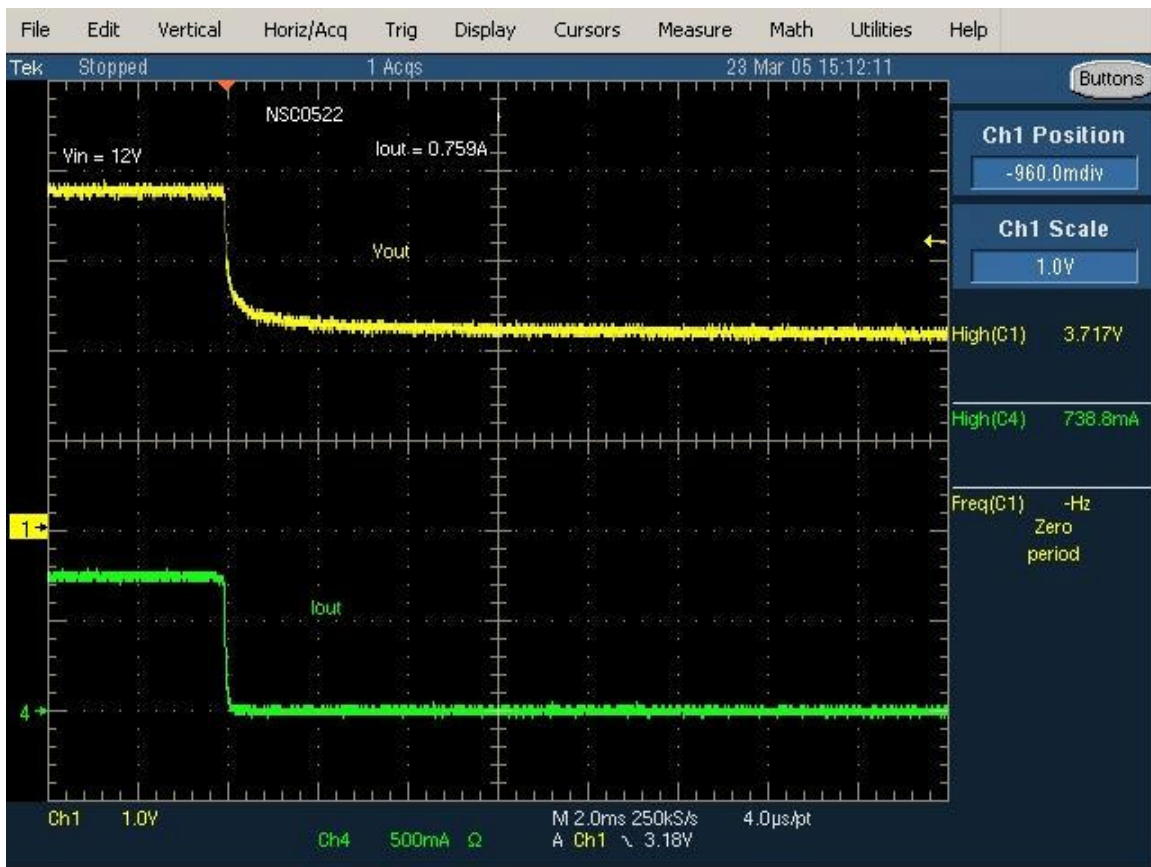 File Edit Vertical Horiz/Acq Trig Display Cursors Measure Math Utilities Help
Tek Stopped 1 Acqs 23 Mar 05 15:12:11
Buttons
NSC0522
Vin = 12V Iout = 0.759A
Ch1 Position
-960.0mdiv
Ch1 Scale
1.0V
Vout
High(C1) 3.717V
High(C4) 738.8mA
Freq(C1) -Hz
Zero
period
1
Iout
4
Ch1 1.0V M 2.0ms 250kS/s 4.0µs/pt
Ch4 500mA Ω A Ch1 \ 3.18V